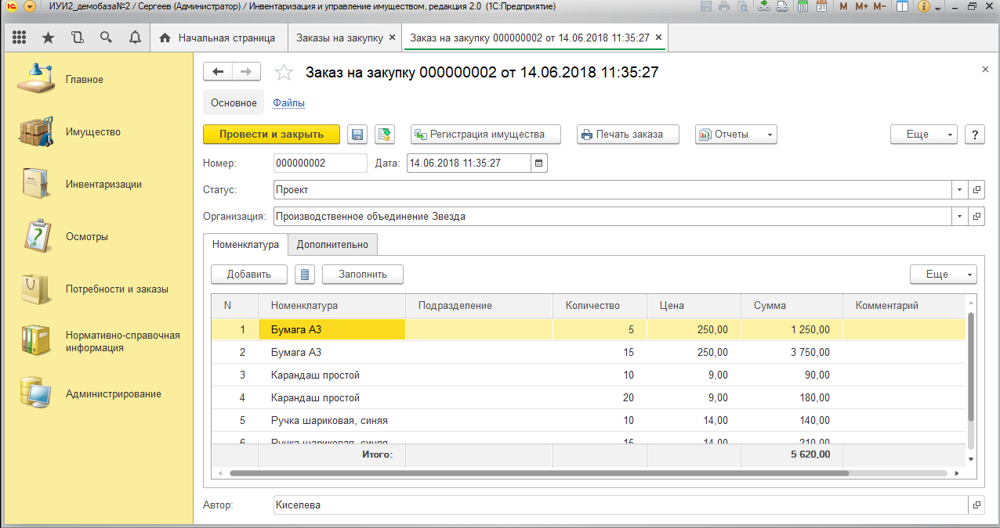 ИУИ2_демобаза№2 / Сергеев (Администратор) / Инвентаризация и управление имуществом, редакция 2.0 (1С:Предприятие)
M M+ M-
Начальная страница
Заказы на закупку ×
Заказ на закупку 000000002 от 14.06.2018 11:35:27 ×
Главное
Имущество
Инвентаризации
Осмотры
Потребности и заказы
Нормативно-справочная
информация
Администрирование
Заказ на закупку 000000002 от 14.06.2018 11:35:27
Основное Файлы
Провести и закрыть Регистрация имущества Печать заказа Отчеты Еще ?
Номер: 000000002 Дата: 14.06.2018 11:35:27
Статус: Проект
Организация: Производственное объединение Звезда
Номенклатура Дополнительно
Добавить Заполнить Еще
N Номенклатура Подразделение Количество Цена Сумма Комментарий
1 Бумага А3 5 250,00 1 250,00
2 Бумага А3 15 250,00 3 750,00
3 Карандаш простой 10 9,00 90,00
4 Карандаш простой 20 9,00 180,00
5 Ручка шариковая, синяя 10 14,00 140,00
6 Ручка шариковая, синяя 15 14,00 210,00
Итого: 5 620,00
Автор: Киселева